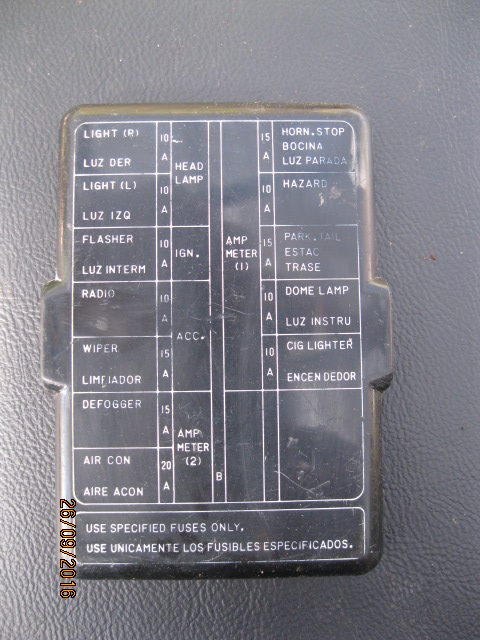 LIGHT (R)
LUZ DER
10
A
LIGHT (L)
LUZ IZQ
10
A
HEAD
LAMP
FLASHER
LUZ INTERM
10
A
IGN.
RADIO
10
A
WIPER
LIMPIADOR
15
A
ACC.
DEFOGGER
15
A
AIR CON
AIRE ACON
20
A
AMP
METER
(2)
B
AMP
METER
(1)
15
A
HORN.STOP
BOCINA
LUZ PARADA
10
A
HAZARD
15
A
PARK.TAIL
ESTAC
TRASE
10
A
DOME LAMP
LUZ INSTRU
10
A
CIG LIGHTER
ENCENDEDOR
USE SPECIFIED FUSES ONLY.
USE UNICAMENTE LOS FUSIBLES ESPECIFICADOS.
26/09/2016